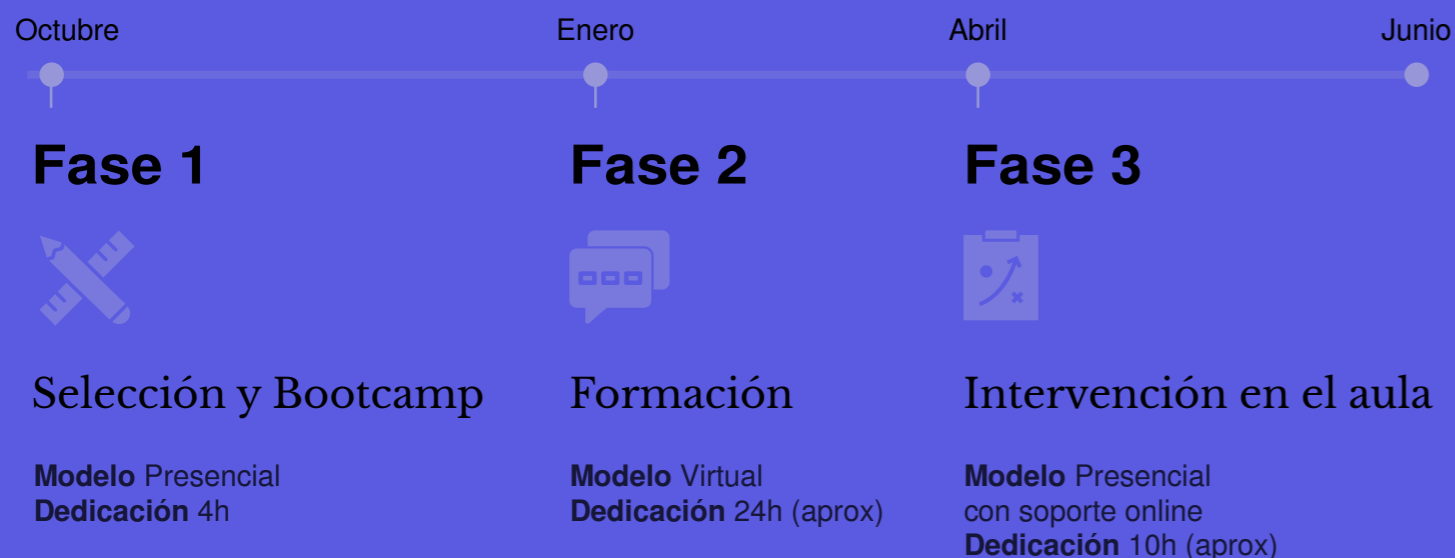 Octubre Enero Abril Junio
Fase 1
Fase 2
Fase 3
Selección y Bootcamp
Formación
Intervención en el aula
Modelo Presencial
Dedicación 4h
Modelo Virtual
Dedicación 24h (aprox)
Modelo Presencial
con soporte online
Dedicación 10h (aprox)